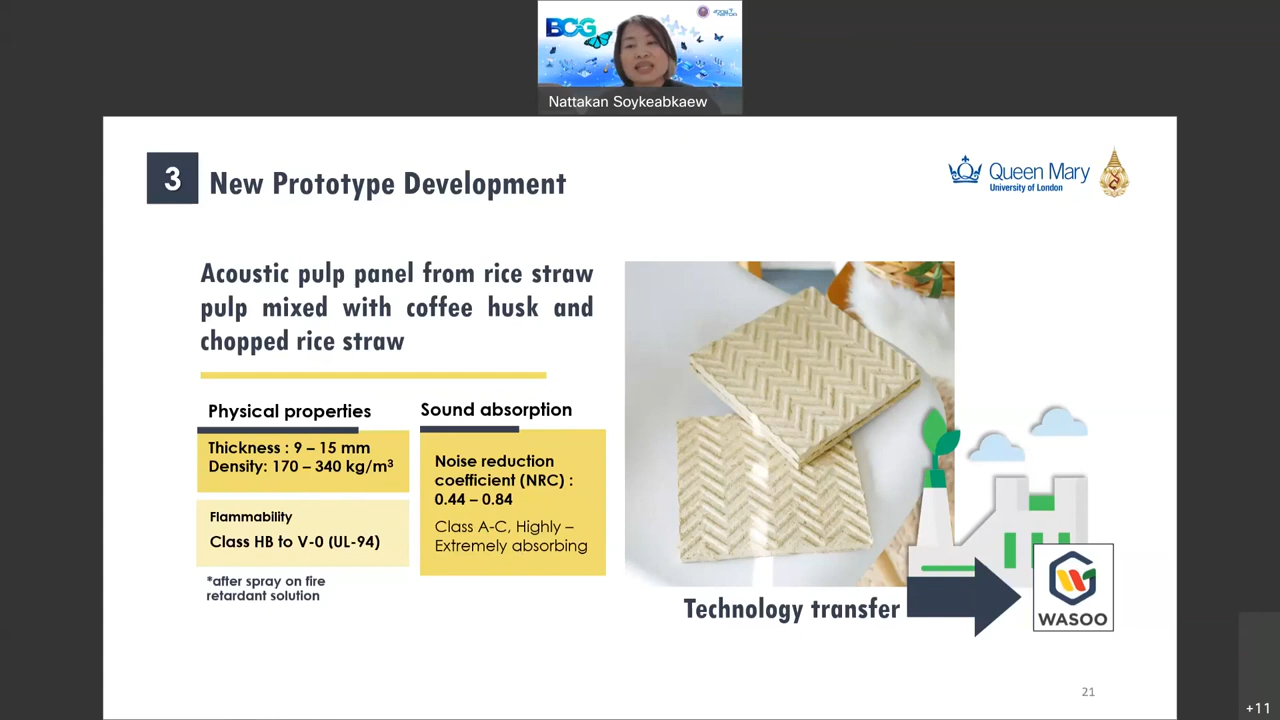 BCG
Nattakan Soykeabkaew
3
New Prototype Development
Queen Mary
University of London
Acoustic pulp panel from rice straw
pulp mixed with coffee husk and
chopped rice straw
Physical properties
Thickness : 9 – 15 mm
Density: 170 – 340 kg/m³
Flammability
Class HB to V-0 (UL-94)
*after spray on fire
retardant solution
Sound absorption
Noise reduction
coefficient (NRC) :
0.44 – 0.84
Class A-C, Highly –
Extremely absorbing
Technology transfer
WASOO
21
+11